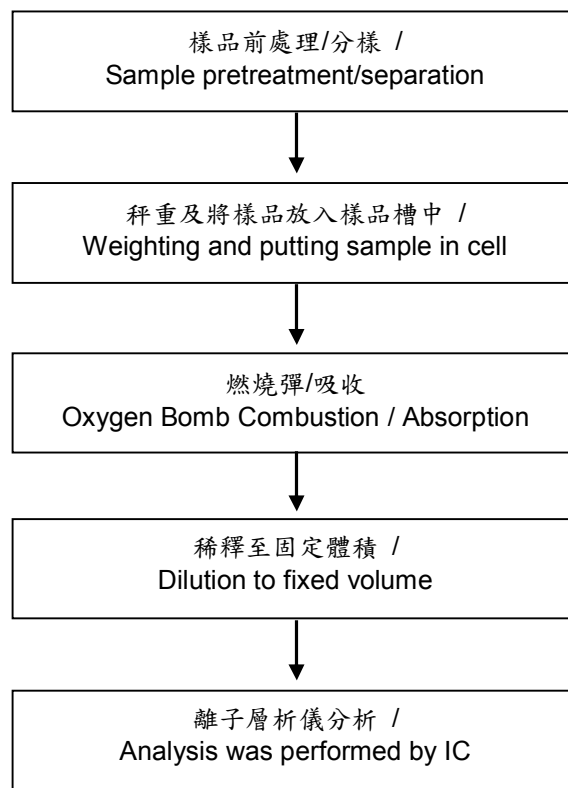 樣品前處理/分樣 /
Sample pretreatment/separation
秤重及將樣品放入樣品槽中 /
Weighting and putting sample in cell
燃燒彈/吸收
Oxygen Bomb Combustion / Absorption
稀釋至固定體積 /
Dilution to fixed volume
離子層析儀分析 /
Analysis was performed by IC